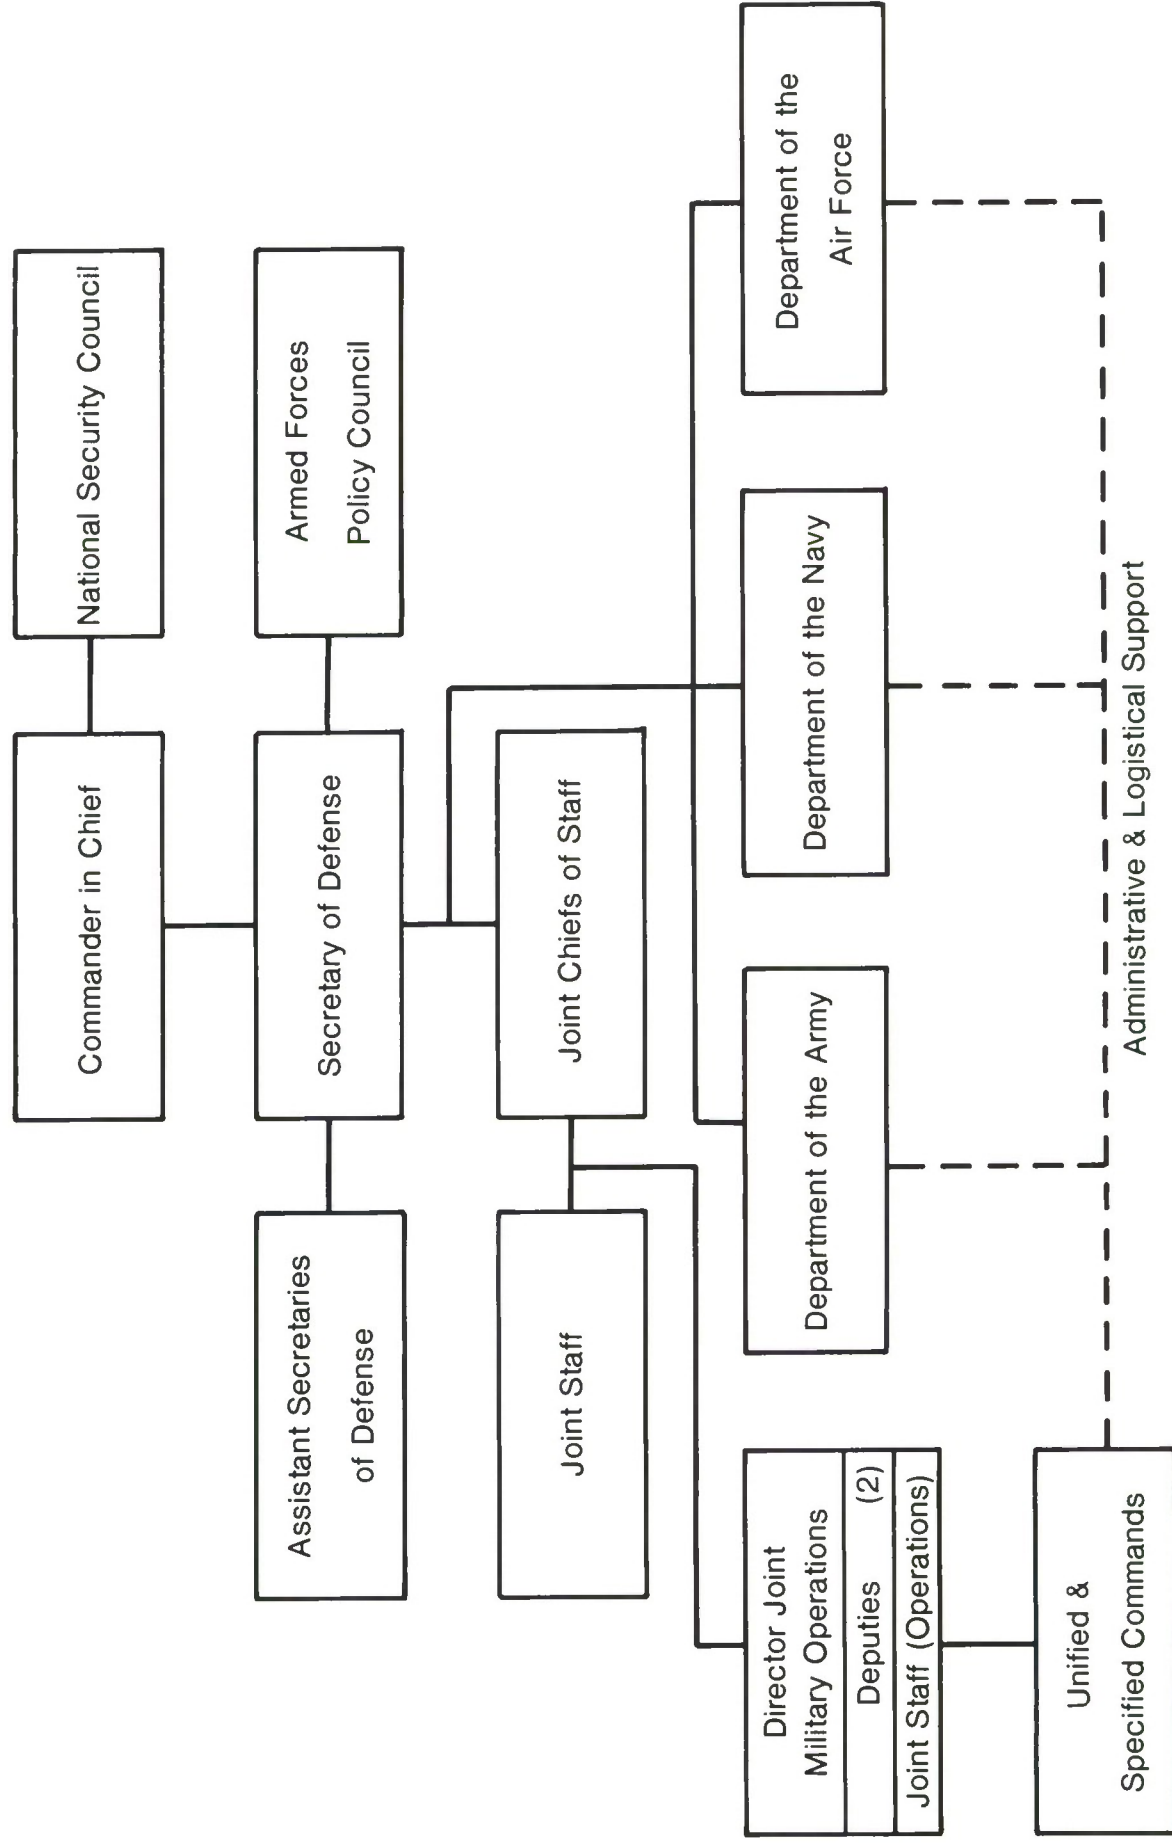 Commander in Chief
National Security Council
Assistant Secretaries
of Defense
Secretary of Defense
Armed Forces
Policy Council
Joint Staff
Joint Chiefs of Staff
Director Joint
Military Operations
Deputies (2)
Joint Staff (Operations)
Department of the Army
Department of the Navy
Department of the
Air Force
Unified &
Specified Commands
Administrative & Logistical Support